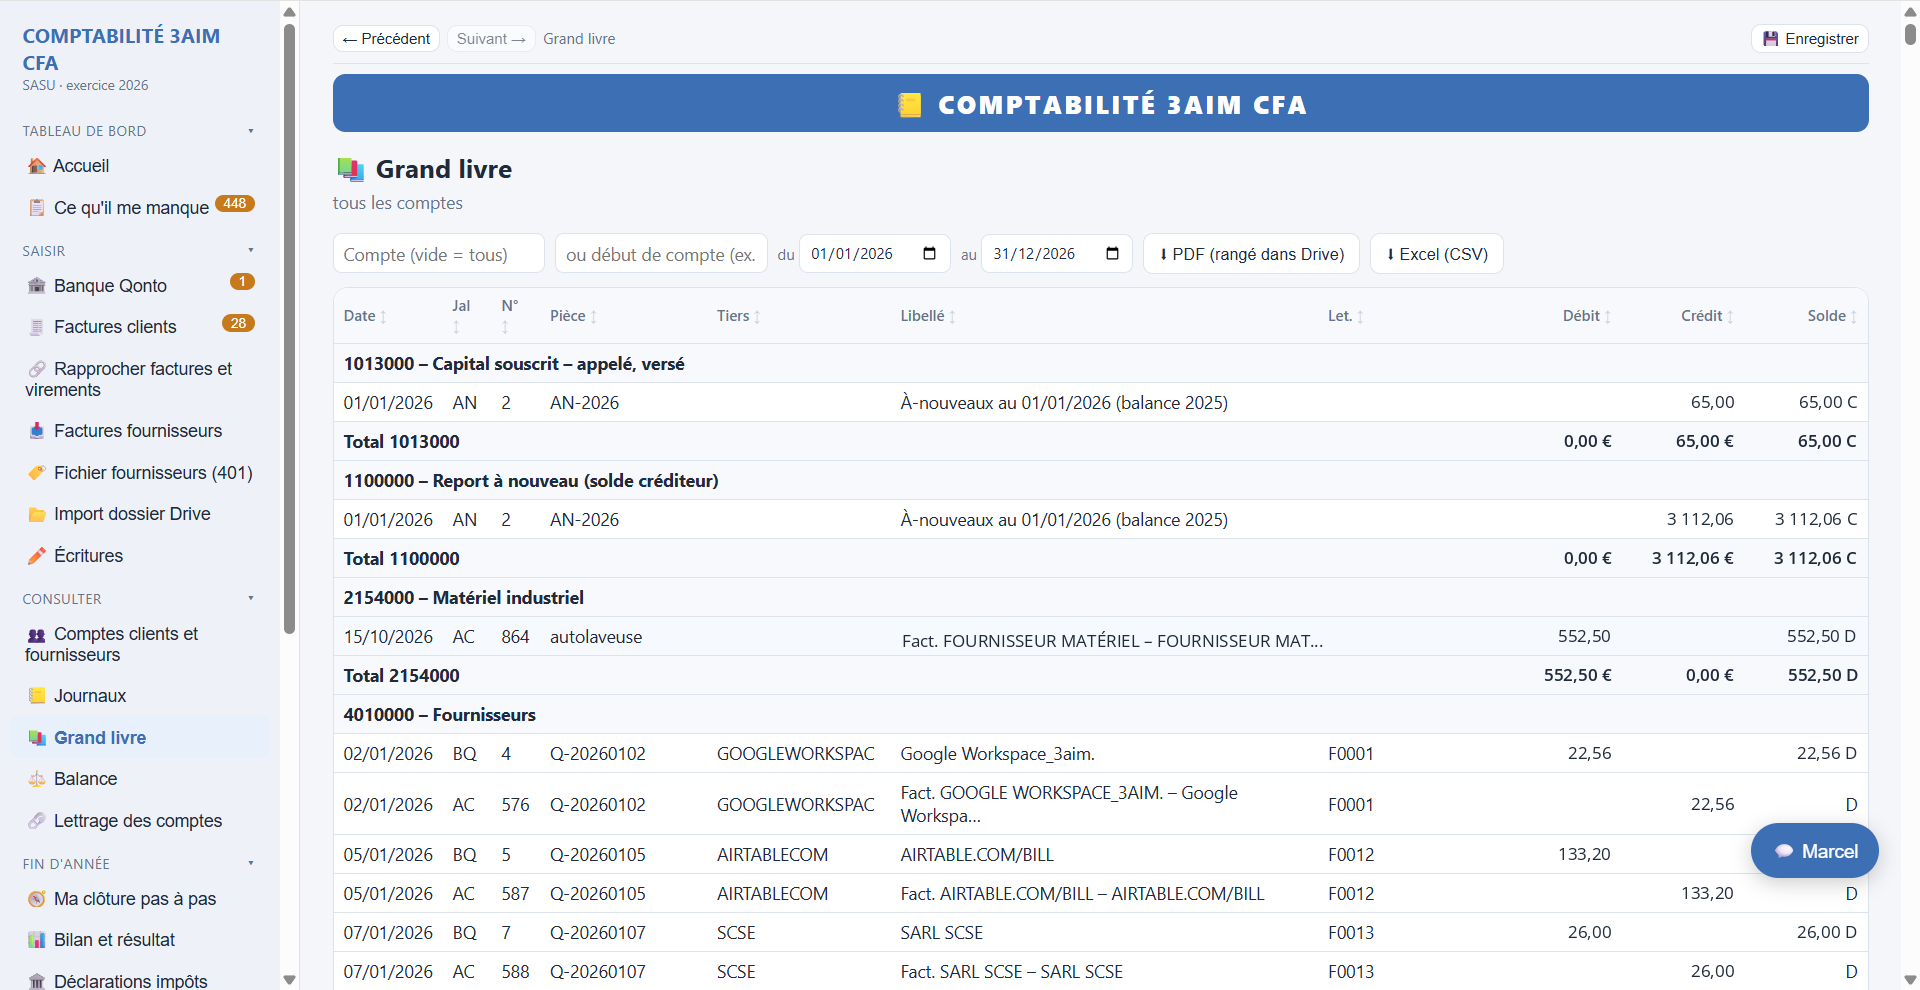 COMPTABILITÉ 3AIM
CFA
SASU · exercice 2026
TABLEAU DE BORD
Accueil
Ce qu'il me manque 448
SAISIR
Banque Qonto 1
Factures clients 28
Rapprocher factures et
virements
Factures fournisseurs
Fichier fournisseurs (401)
Import dossier Drive
Écritures
CONSULTER
Comptes clients et
fournisseurs
Journaux
Grand livre
Balance
Lettrage des comptes
FIN D'ANNÉE
Ma clôture pas à pas
Bilan et résultat
Déclarations impôts
← Précédent Suivant → Grand livre Enregistrer
COMPTABILITÉ 3AIM CFA
Grand livre
tous les comptes
Compte (vide = tous) ou début de compte (ex. du 01/01/2026 au 31/12/2026 ⬇ PDF (rangé dans Drive) ⬇ Excel (CSV)
Date ↕ Jal ↕ N° ↕ Pièce ↕ Tiers ↕ Libellé ↕ Let. ↕ Débit ↕ Crédit ↕ Solde ↕
1013000 – Capital souscrit – appelé, versé
01/01/2026 AN 2 AN-2026 À-nouveaux au 01/01/2026 (balance 2025) 65,00 65,00 C
Total 1013000 0,00 € 65,00 € 65,00 C
1100000 – Report à nouveau (solde créditeur)
01/01/2026 AN 2 AN-2026 À-nouveaux au 01/01/2026 (balance 2025) 3 112,06 3 112,06 C
Total 1100000 0,00 € 3 112,06 € 3 112,06 C
2154000 – Matériel industriel
15/10/2026 AC 864 autolaveuse Fact. FOURNISSEUR MATÉRIEL – FOURNISSEUR MAT... 552,50 552,50 D
Total 2154000 552,50 € 0,00 € 552,50 D
4010000 – Fournisseurs
02/01/2026 BQ 4 Q-20260102 GOOGLEWORKSPAC Google Workspace_3aim. F0001 22,56 22,56 D
02/01/2026 AC 576 Q-20260102 GOOGLEWORKSPAC Fact. GOOGLE WORKSPACE_3AIM. – Google
Workspa... F0001 22,56 D
05/01/2026 BQ 5 Q-20260105 AIRTABLECOM AIRTABLE.COM/BILL F0012 133,20
05/01/2026 AC 587 Q-20260105 AIRTABLECOM Fact. AIRTABLE.COM/BILL – AIRTABLE.COM/BILL F0012 133,20 D
07/01/2026 BQ 7 Q-20260107 SCSE SARL SCSE F0013 26,00 26,00 D
07/01/2026 AC 588 Q-20260107 SCSE Fact. SARL SCSE – SARL SCSE F0013 26,00 D
Marcel